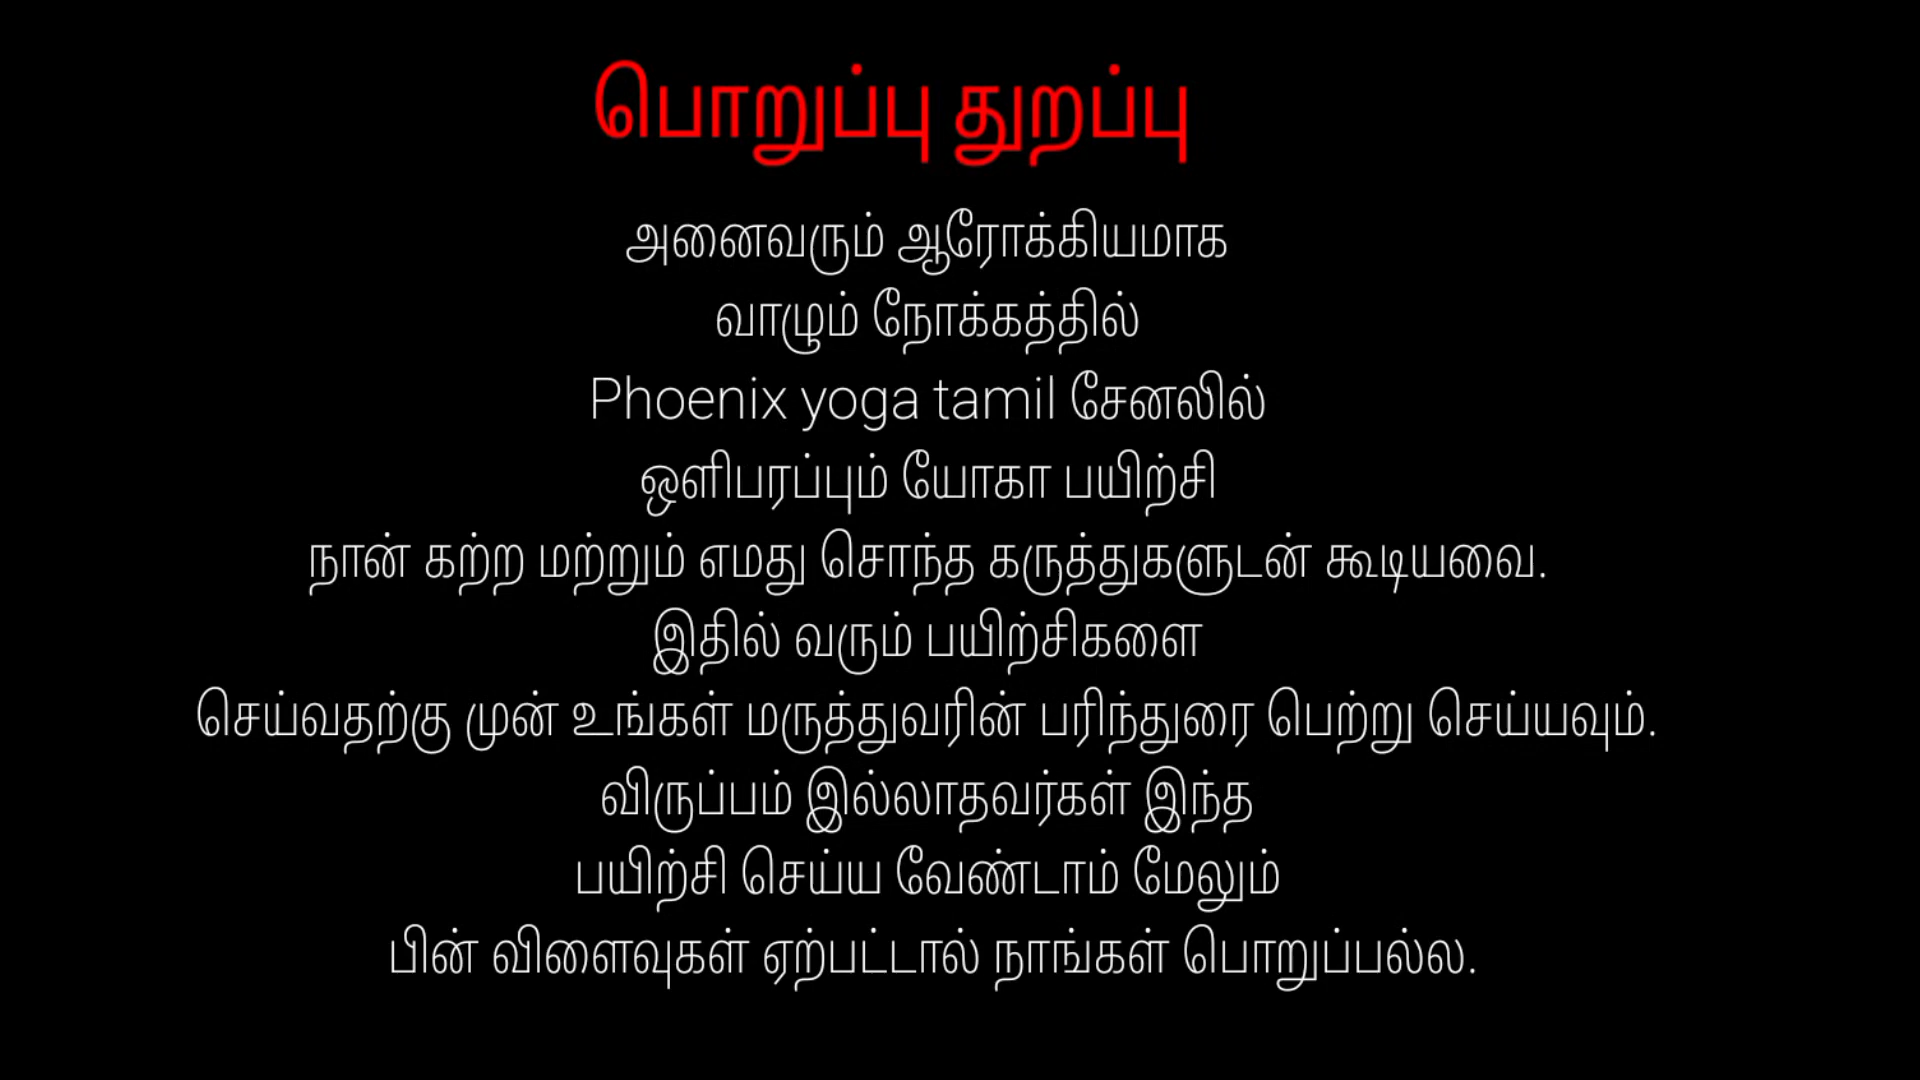 பொறுப்பு துறப்பு
அனைவரும் ஆரோக்கியமாக
வாழும் நோக்கத்தில்
Phoenix yoga tamil சேனலில்
ஒளிபரப்பும் யோகா பயிற்சி
நான் கற்ற மற்றும் எமது சொந்த கருத்துகளுடன் கூடியவை.
இதில் வரும் பயிற்சிகளை
செய்வதற்கு முன் உங்கள் மருத்துவரின் பரிந்துரை பெற்று செய்யவும்.
விருப்பம் இல்லாதவர்கள் இந்த
பயிற்சி செய்ய வேண்டாம் மேலும்
பின் விளைவுகள் ஏற்பட்டால் நாங்கள் பொறுப்பல்ல.